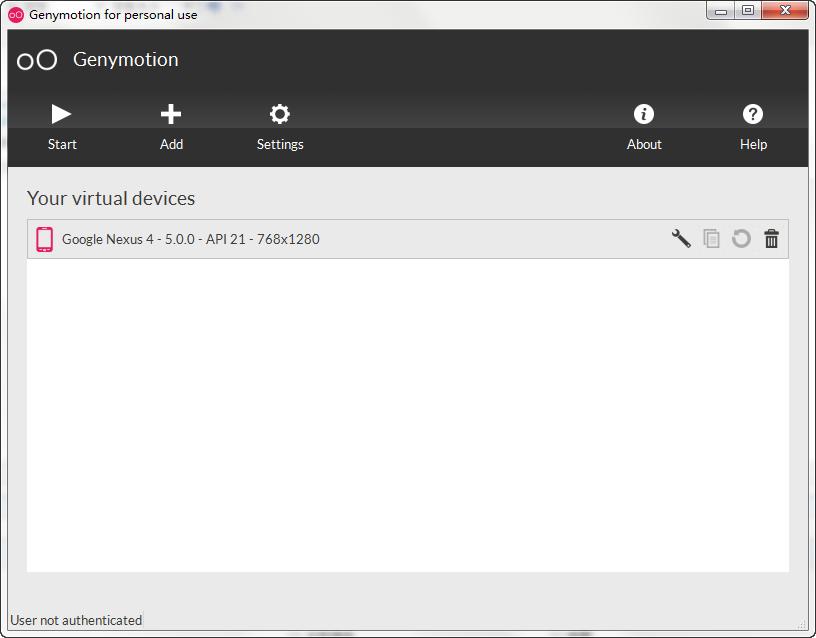 Genymotion for personal use
Genymotion
Start
Add
Settings
About
Help
Your virtual devices
Google Nexus 4 - 5.0.0 - API 21 - 768x1280
User not authenticated